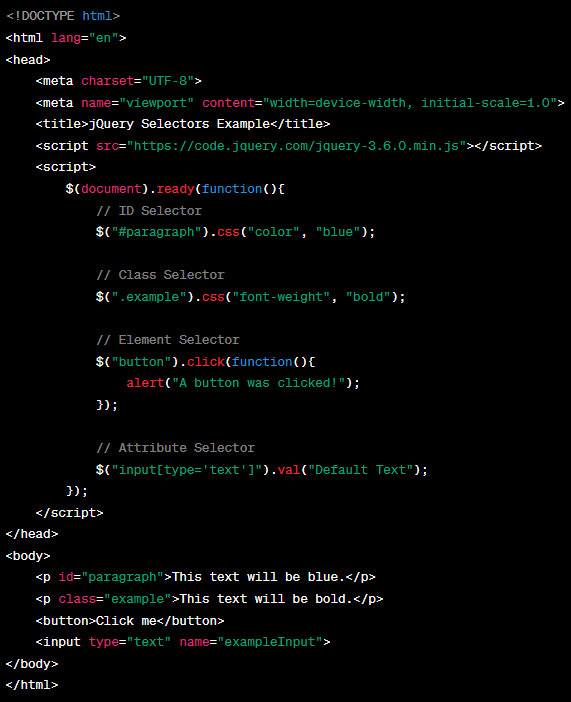 <!DOCTYPE html>
<html lang="en">
<head>
    <meta charset="UTF-8">
    <meta name="viewport" content="width=device-width, initial-scale=1.0">
    <title>jQuery Selectors Example</title>
    <script src="https://code.jquery.com/jquery-3.6.0.min.js"></script>
    <script>
        $(document).ready(function(){
            // ID Selector
            $("#paragraph").css("color", "blue");

            // Class Selector
            $(".example").css("font-weight", "bold");

            // Element Selector
            $("button").click(function(){
                alert("A button was clicked!");
            });

            // Attribute Selector
            $("input[type='text']").val("Default Text");
        });
    </script>
</head>
<body>
    <p id="paragraph">This text will be blue.</p>
    <p class="example">This text will be bold.</p>
    <button>Click me</button>
    <input type="text" name="exampleInput">
</body>
</html>